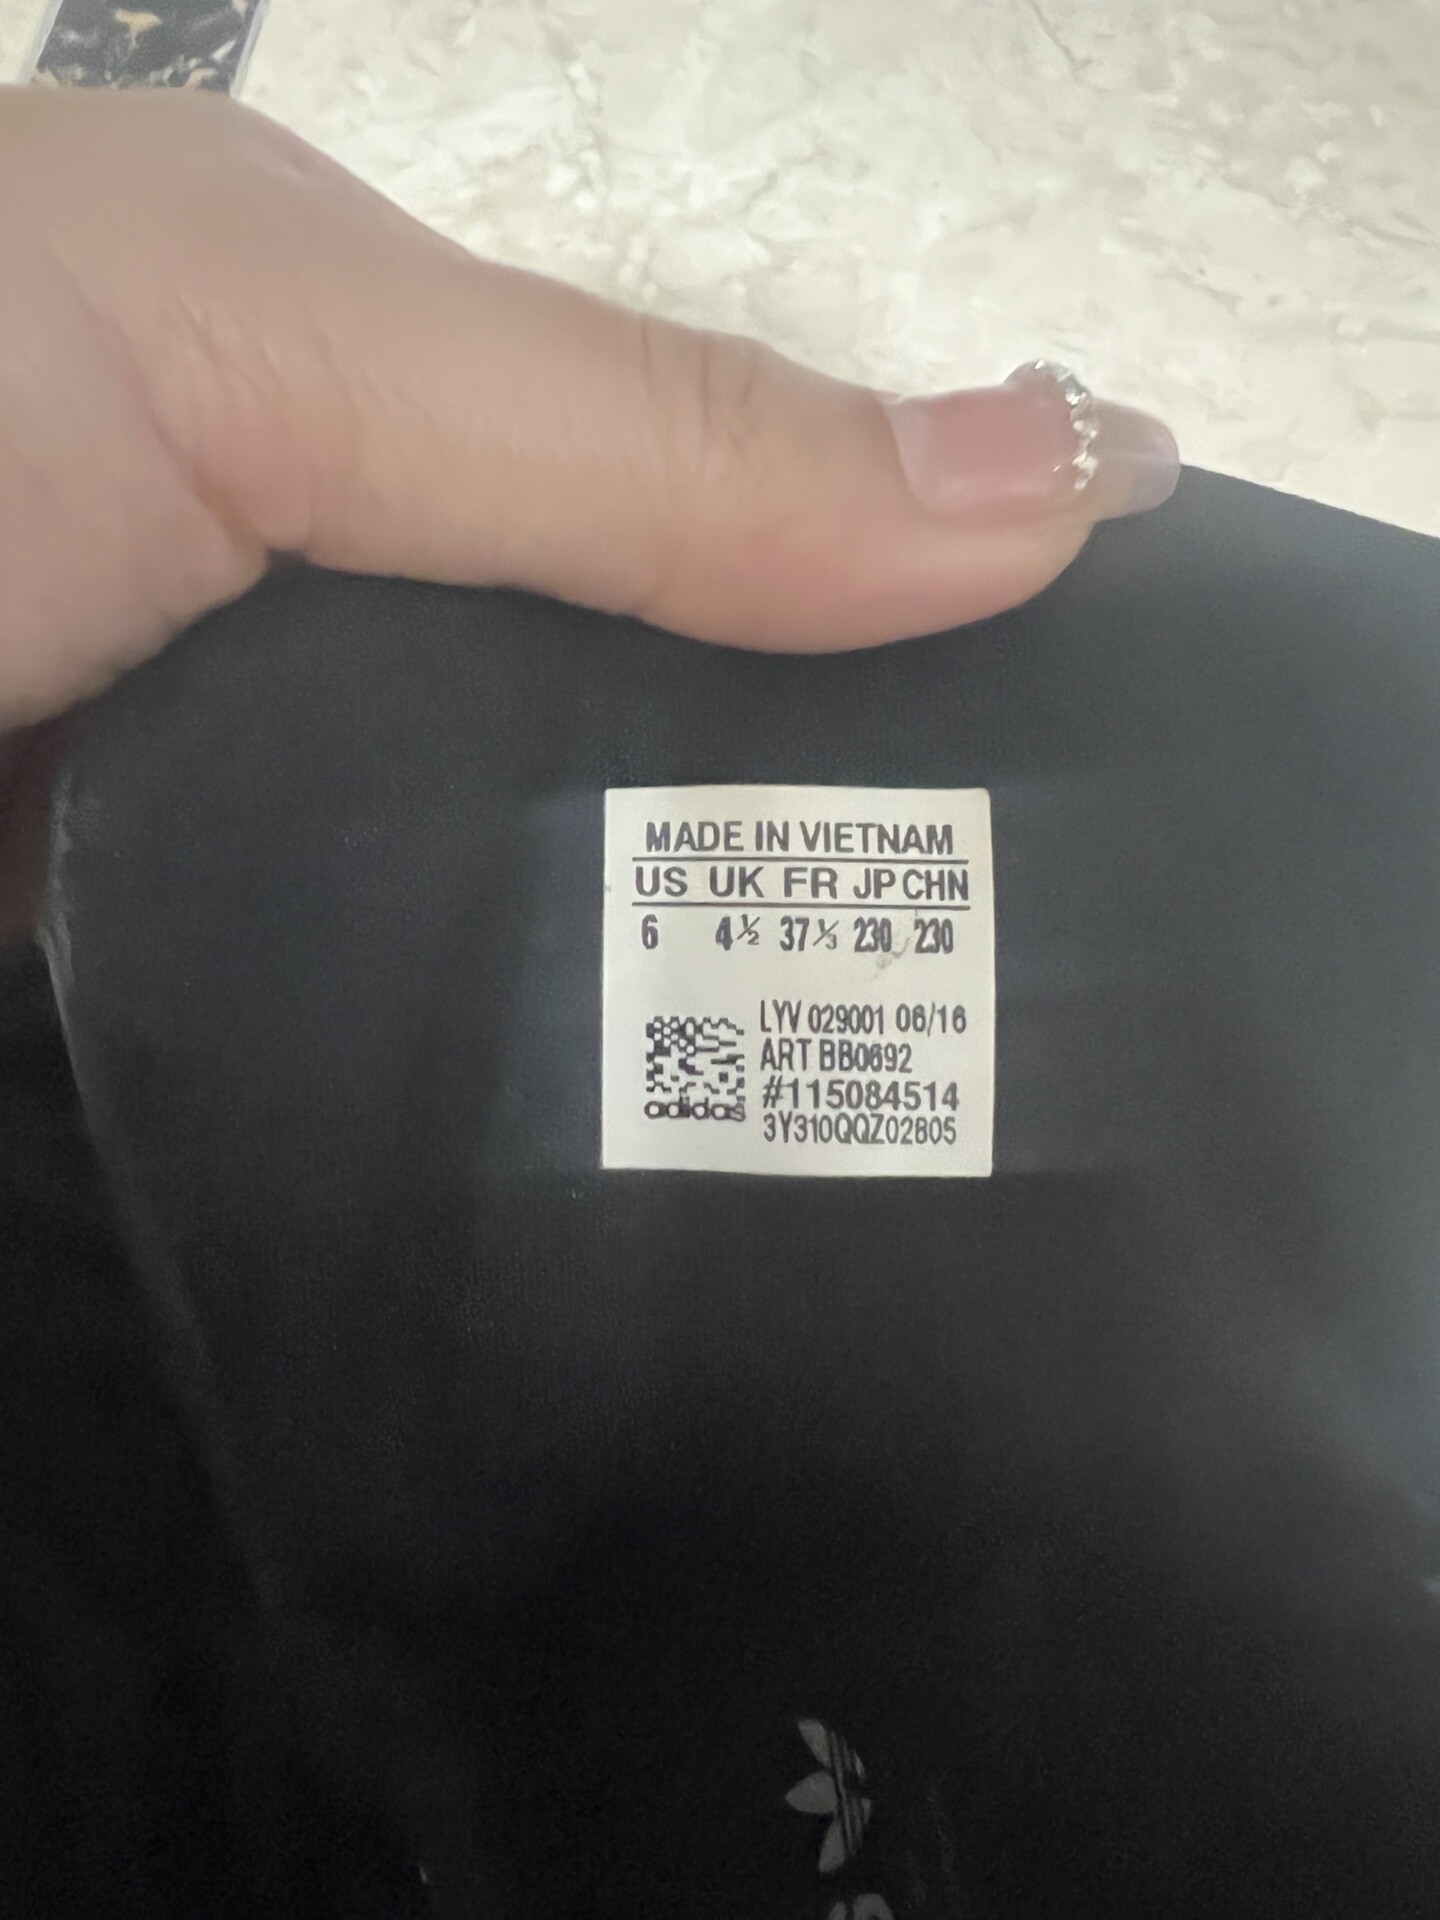 MADE IN VIETNAM
US UK FR JP CHN
6 4½ 37⅓ 230 230
LYV 029001 06/16
ART BB0692
#115084514
3Y310QQZ02805
adidas